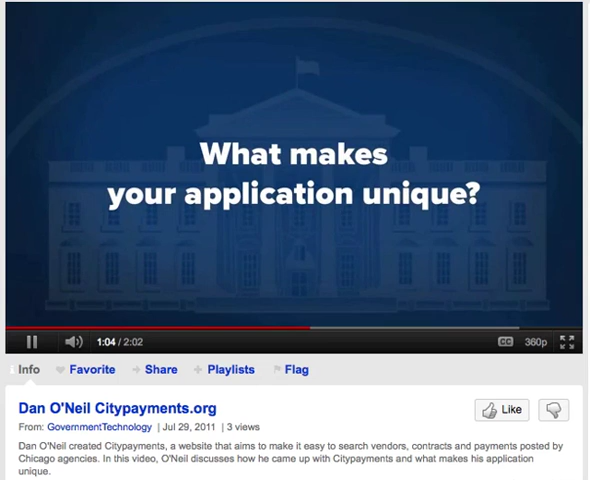 What makes
your application unique?
1:04 / 2:02
CC
360p
Info Favorite Share Playlists Flag
Dan O'Neil Citypayments.org
Like
From: GovernmentTechnology | Jul 29, 2011 | 3 views
Dan O'Neil created Citypayments, a website that aims to make it easy to search vendors, contracts and payments posted by
Chicago agencies. In this video, O'Neil discusses how he came up with Citypayments and what makes his application
unique.